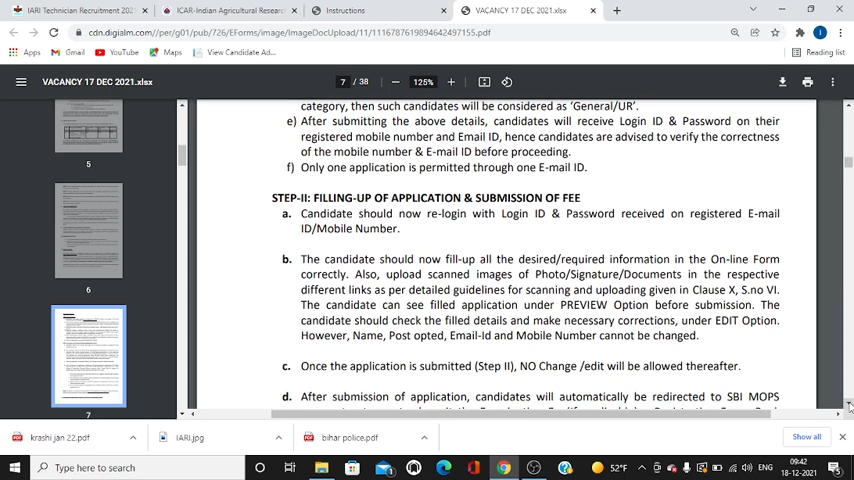 IARI Technician Recruitment 2021
ICAR-Indian Agricultural Research
Instructions
VACANCY 17 DEC 2021.xlsx
cdn.digialm.com//per/g01/pub/726/EForms/image/ImageDocUpload/11/1116787619894642497155.pdf
Apps
Gmail
YouTube
Maps
View Candidate Ad...
Reading list
VACANCY 17 DEC 2021.xlsx
7 / 38
125%
5
6
7
category, then such candidates will be considered as 'General/UR'.
e) After submitting the above details, candidates will receive Login ID & Password on their
registered mobile number and Email ID, hence candidates are advised to verify the correctness
of the mobile number & E-mail ID before proceeding.
f) Only one application is permitted through one E-mail ID.
STEP-II: FILLING-UP OF APPLICATION & SUBMISSION OF FEE
a. Candidate should now re-login with Login ID & Password received on registered E-mail
ID/Mobile Number.
b. The candidate should now fill-up all the desired/required information in the On-line Form
correctly. Also, upload scanned images of Photo/Signature/Documents in the respective
different links as per detailed guidelines for scanning and uploading given in Clause X, S.no VI.
The candidate can see filled application under PREVIEW Option before submission. The
candidate should check the filled details and make necessary corrections, under EDIT Option.
However, Name, Post opted, Email-Id and Mobile Number cannot be changed.
c. Once the application is submitted (Step II), NO Change /edit will be allowed thereafter.
d. After submission of application, candidates will automatically be redirected to SBI MOPS
krashi jan 22.pdf
IARI.jpg
bihar police.pdf
Show all
Type here to search
52°F
ENG
09:42
18-12-2021